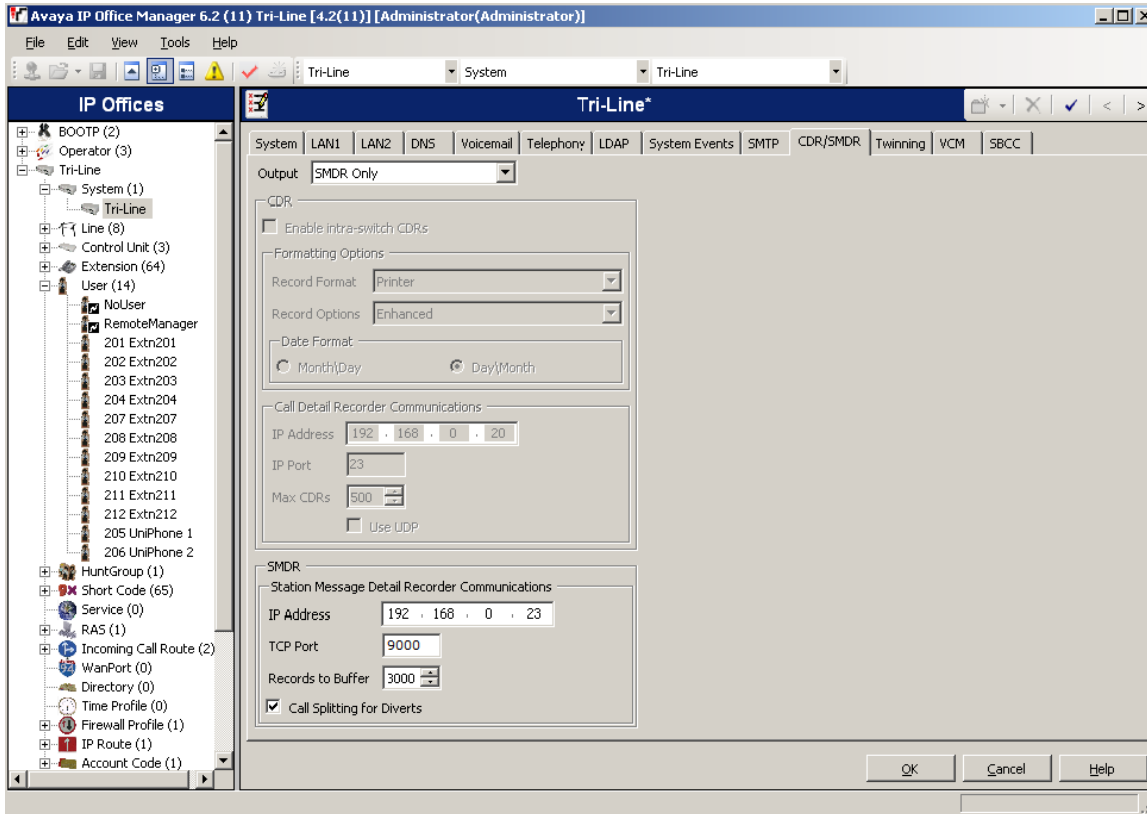 Avaya IP Office Manager 6.2 (11) Tri-Line [4.2(11)] [Administrator(Administrator)]
File Edit View Tools Help
Tri-Line System Tri-Line
IP Offices
BOOTP (2)
Operator (3)
Tri-Line
System (1)
Tri-Line
Line (8)
Control Unit (3)
Extension (64)
User (14)
NoUser
RemoteManager
201 Extn201
202 Extn202
203 Extn203
204 Extn204
207 Extn207
208 Extn208
209 Extn209
210 Extn210
211 Extn211
212 Extn212
205 UniPhone 1
206 UniPhone 2
HuntGroup (1)
Short Code (65)
Service (0)
RAS (1)
Incoming Call Route (2)
WanPort (0)
Directory (0)
Time Profile (0)
Firewall Profile (1)
IP Route (1)
Account Code (1)
Tri-Line*
System LAN1 LAN2 DNS Voicemail Telephony LDAP System Events SMTP CDR/SMDR Twinning VCM SBCC
Output SMDR Only
CDR
Enable intra-switch CDRs
Formatting Options
Record Format Printer
Record Options Enhanced
Date Format
Month\Day Day\Month
Call Detail Recorder Communications
IP Address 192 . 168 . 0 . 20
IP Port 23
Max CDRs 500
Use UDP
SMDR
Station Message Detail Recorder Communications
IP Address 192 . 168 . 0 . 23
TCP Port 9000
Records to Buffer 3000
Call Splitting for Diverts
OK Cancel Help